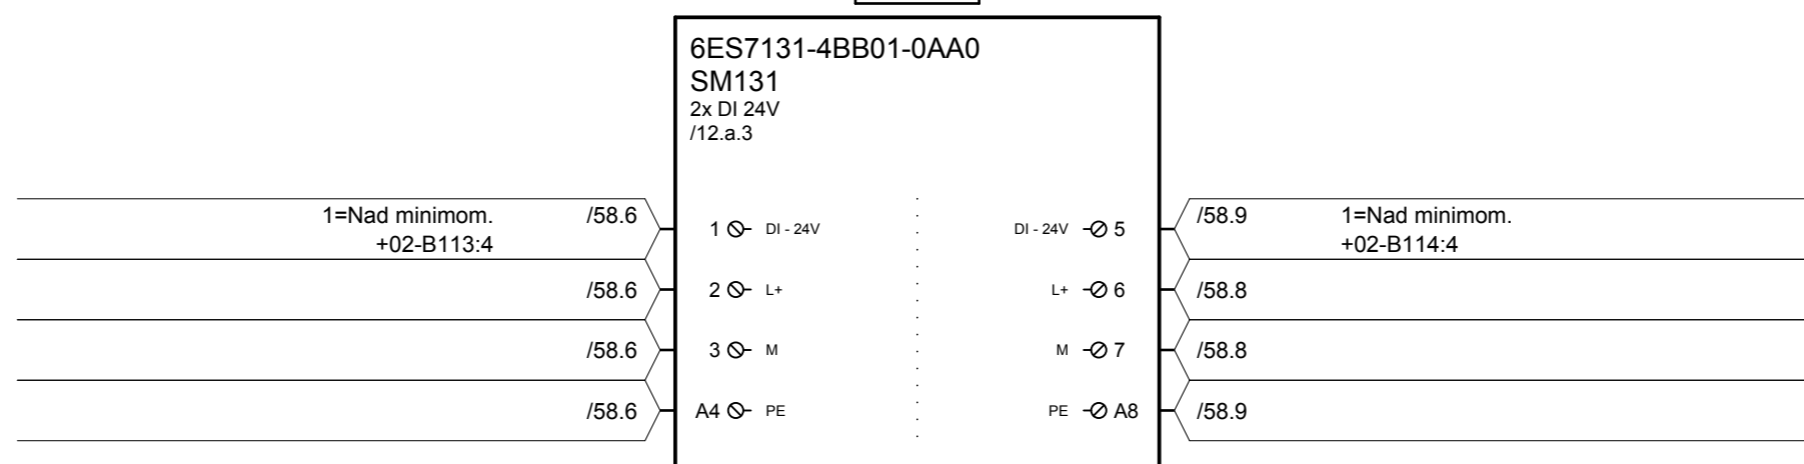 6ES7131-4BB01-0AA0
SM131
2x DI 24V
/12.a.3
1=Nad minimom. /58.6 1 DI - 24V DI - 24V 5 /58.9 1=Nad minimom.
+02-B113:4 +02-B114:4
/58.6 2 L+ L+ 6 /58.8
/58.6 3 M M 7 /58.8
/58.6 A4 PE PE A8 /58.9